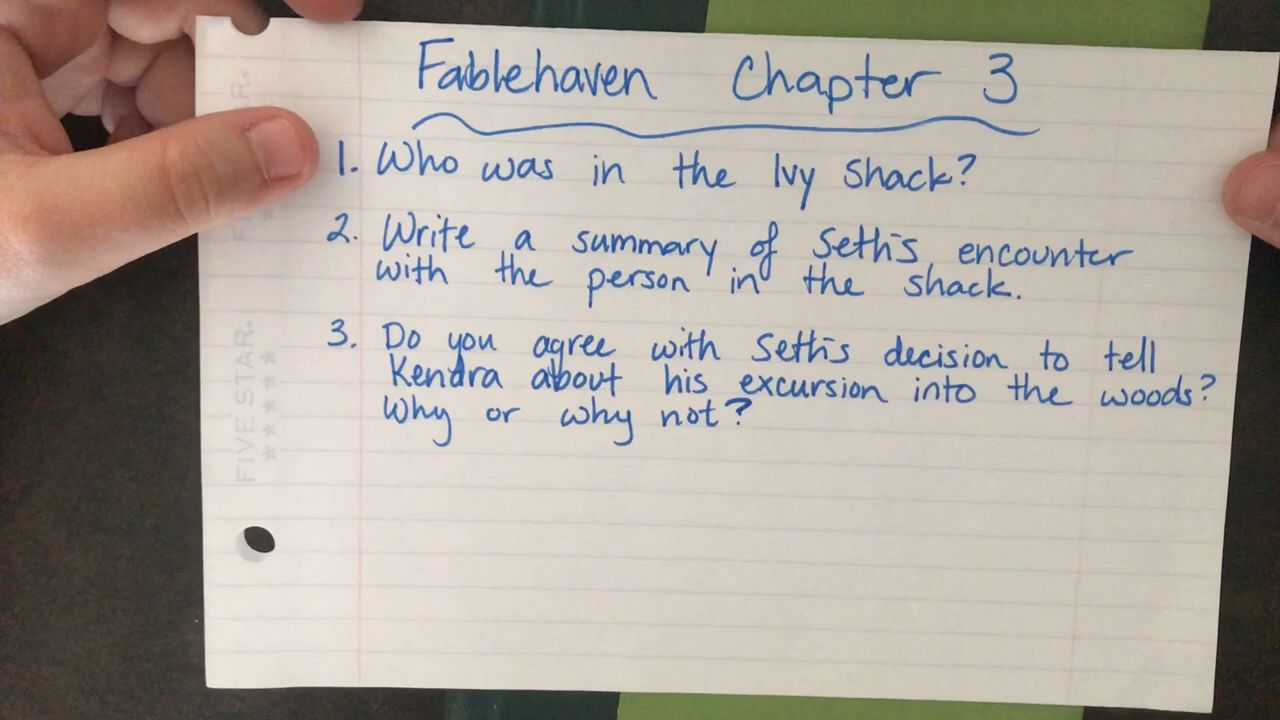 Fablehaven Chapter 3
1. Who was in the Ivy Shack?
2. Write a summary of Seth's encounter
with the person in the shack.
3. Do you agree with Seth's decision to tell
Kendra about his excursion into the woods?
Why or why not?
FIVE STAR.